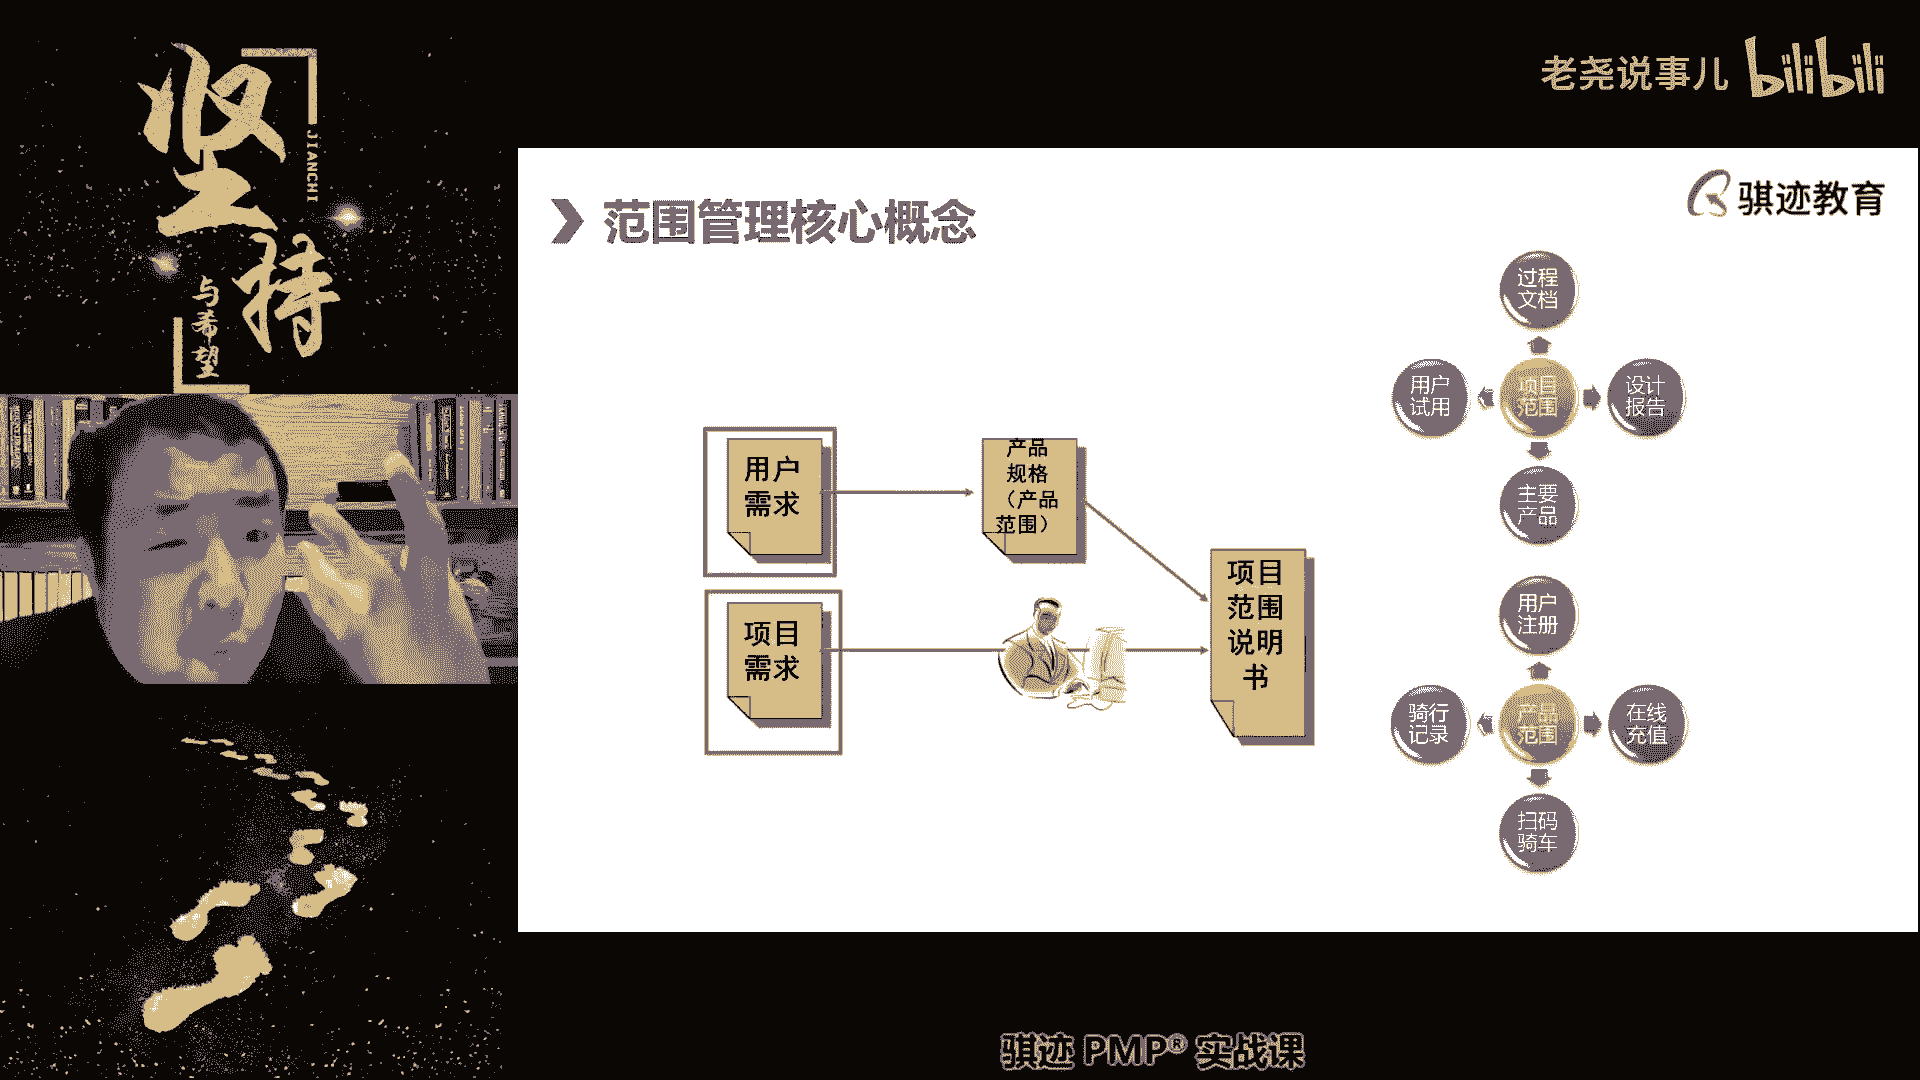 坚持
JIANCHI
与希望
老尧说事儿 bilibili
骐迹教育
范围管理核心概念
用户
需求
产品
规格
（产品
范围）
项目
需求
项目
范围
说明
书
过程
文档
用户
试用
项目
范围
设计
报告
主要
产品
用户
注册
骑行
记录
产品
范围
在线
充值
扫码
骑车
骐迹 PMP® 实战课